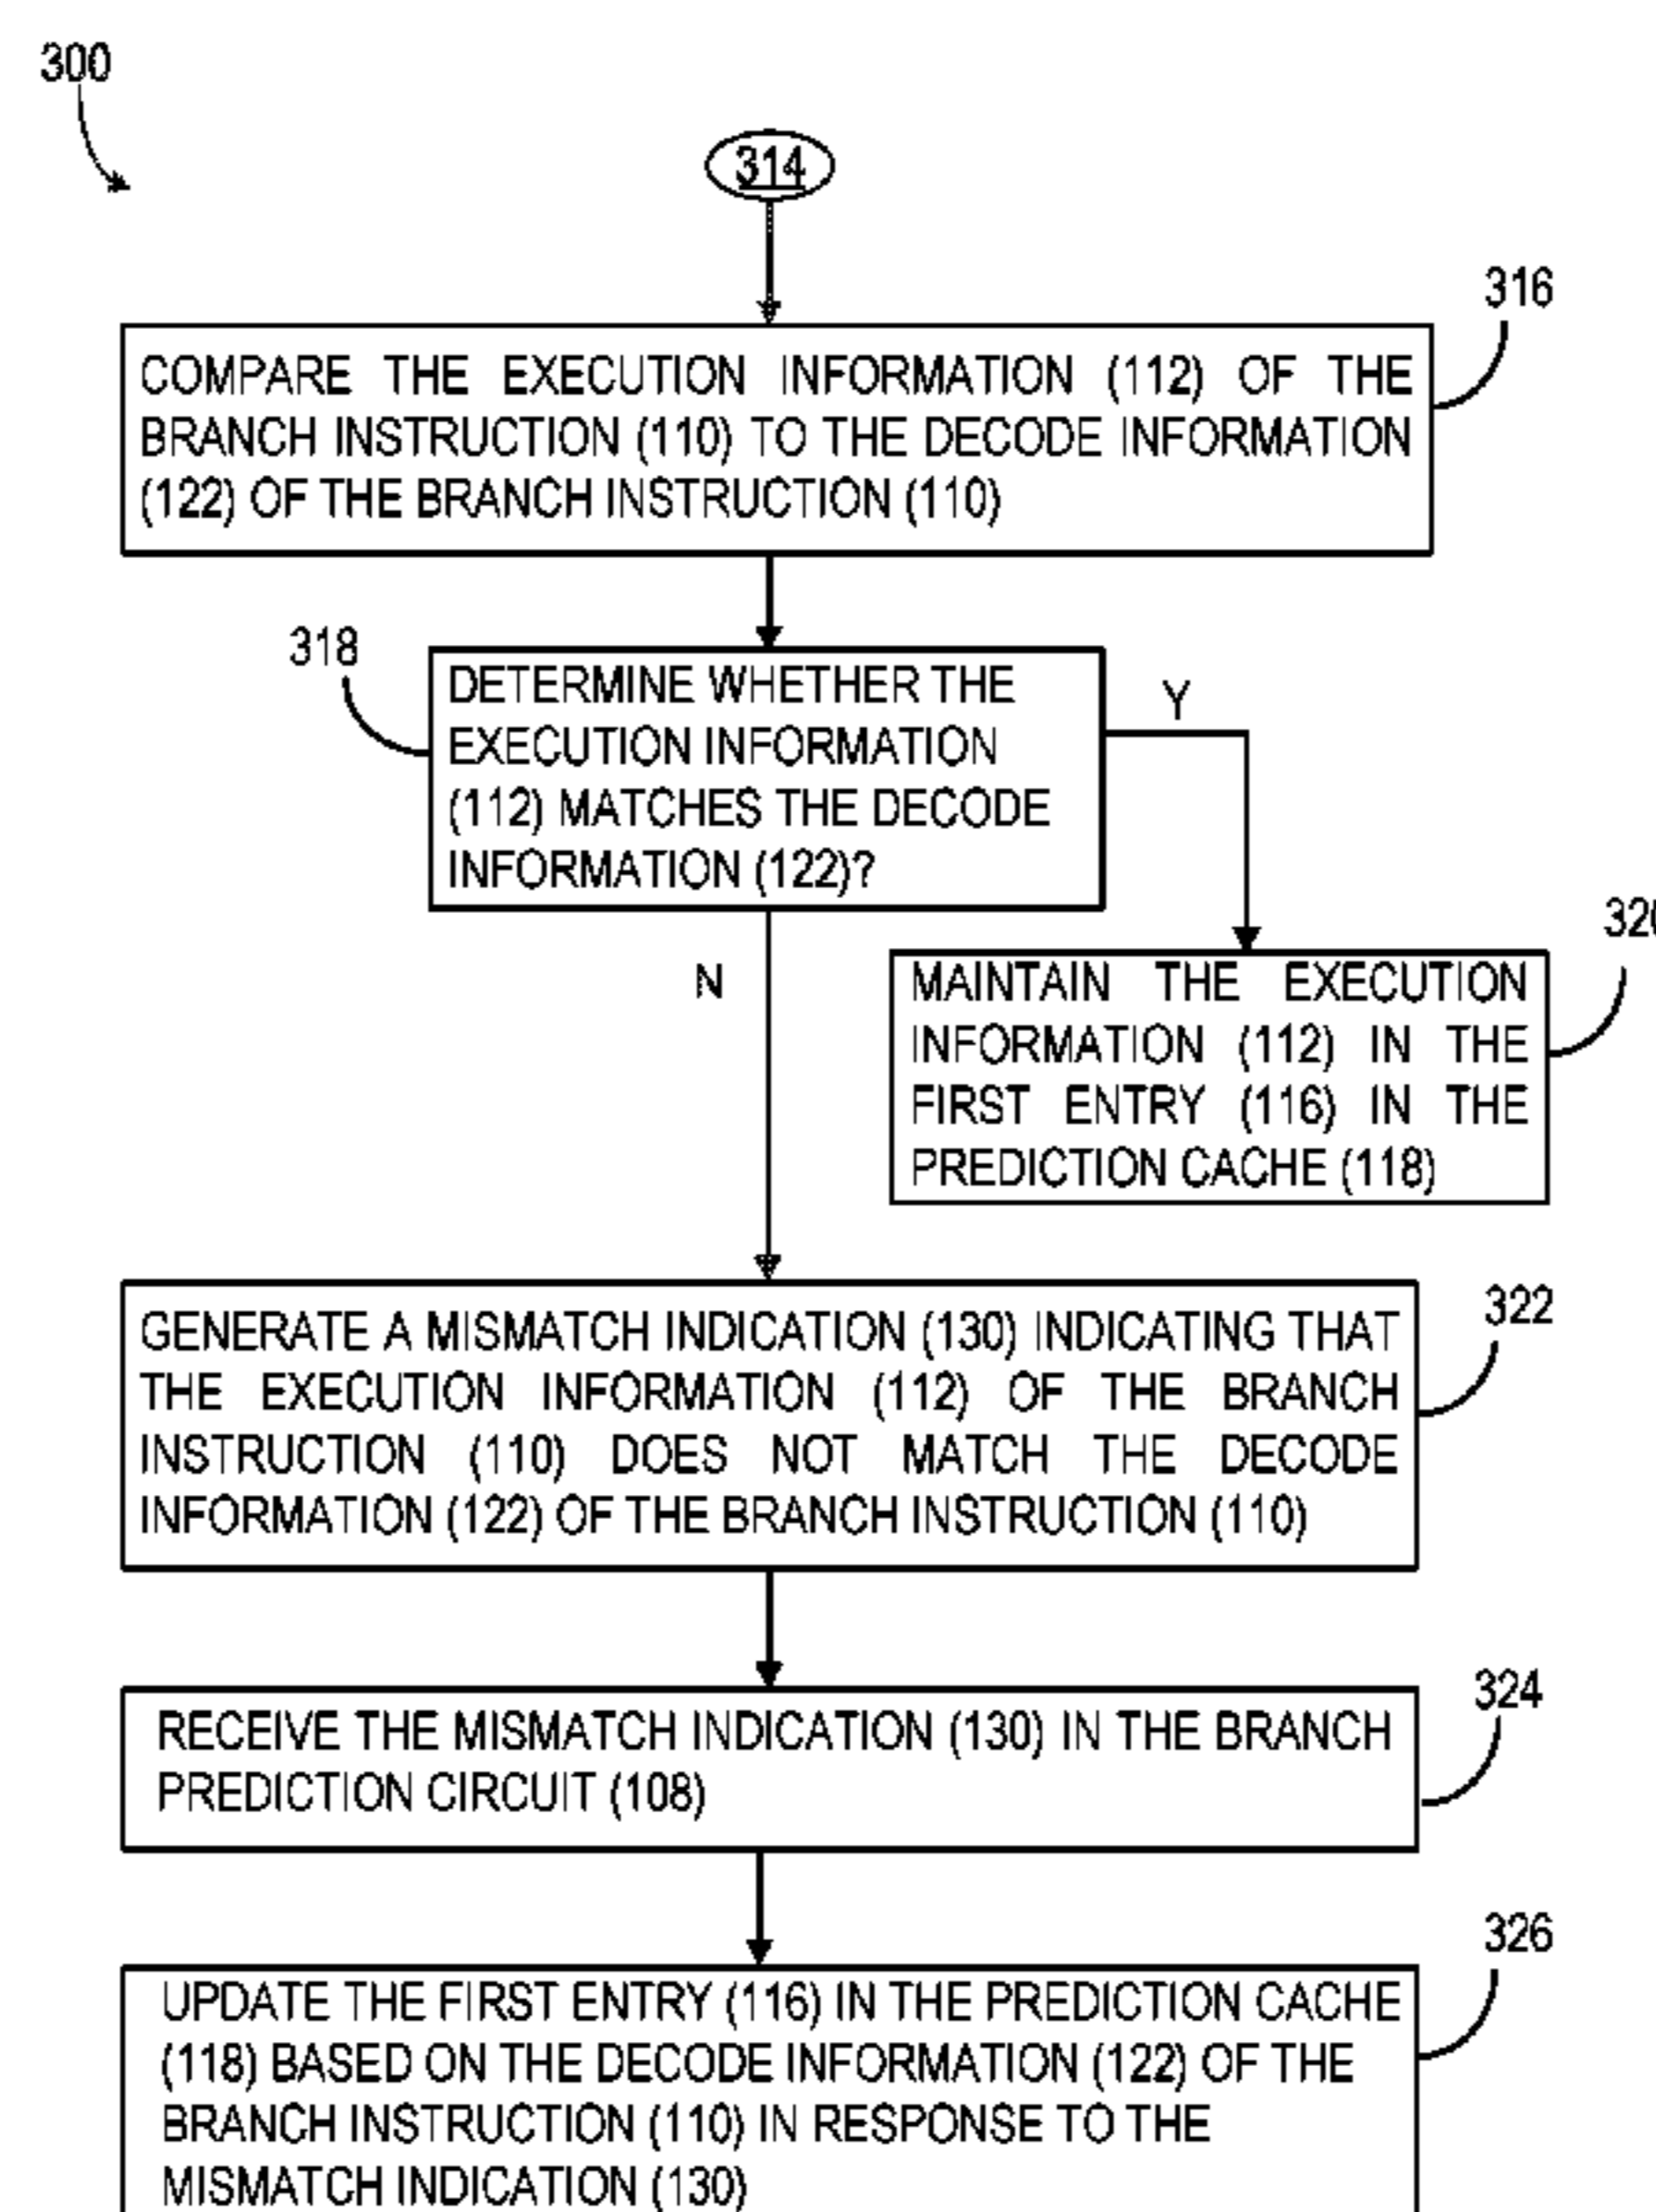 300
314
316
COMPARE THE EXECUTION INFORMATION (112) OF THE
BRANCH INSTRUCTION (110) TO THE DECODE INFORMATION
(122) OF THE BRANCH INSTRUCTION (110)
318
DETERMINE WHETHER THE
EXECUTION INFORMATION
(112) MATCHES THE DECODE
INFORMATION (122)?
Y
N
320
MAINTAIN THE EXECUTION
INFORMATION (112) IN THE
FIRST ENTRY (116) IN THE
PREDICTION CACHE (118)
322
GENERATE A MISMATCH INDICATION (130) INDICATING THAT
THE EXECUTION INFORMATION (112) OF THE BRANCH
INSTRUCTION (110) DOES NOT MATCH THE DECODE
INFORMATION (122) OF THE BRANCH INSTRUCTION (110)
324
RECEIVE THE MISMATCH INDICATION (130) IN THE BRANCH
PREDICTION CIRCUIT (108)
326
UPDATE THE FIRST ENTRY (116) IN THE PREDICTION CACHE
(118) BASED ON THE DECODE INFORMATION (122) OF THE
BRANCH INSTRUCTION (110) IN RESPONSE TO THE
MISMATCH INDICATION (130)